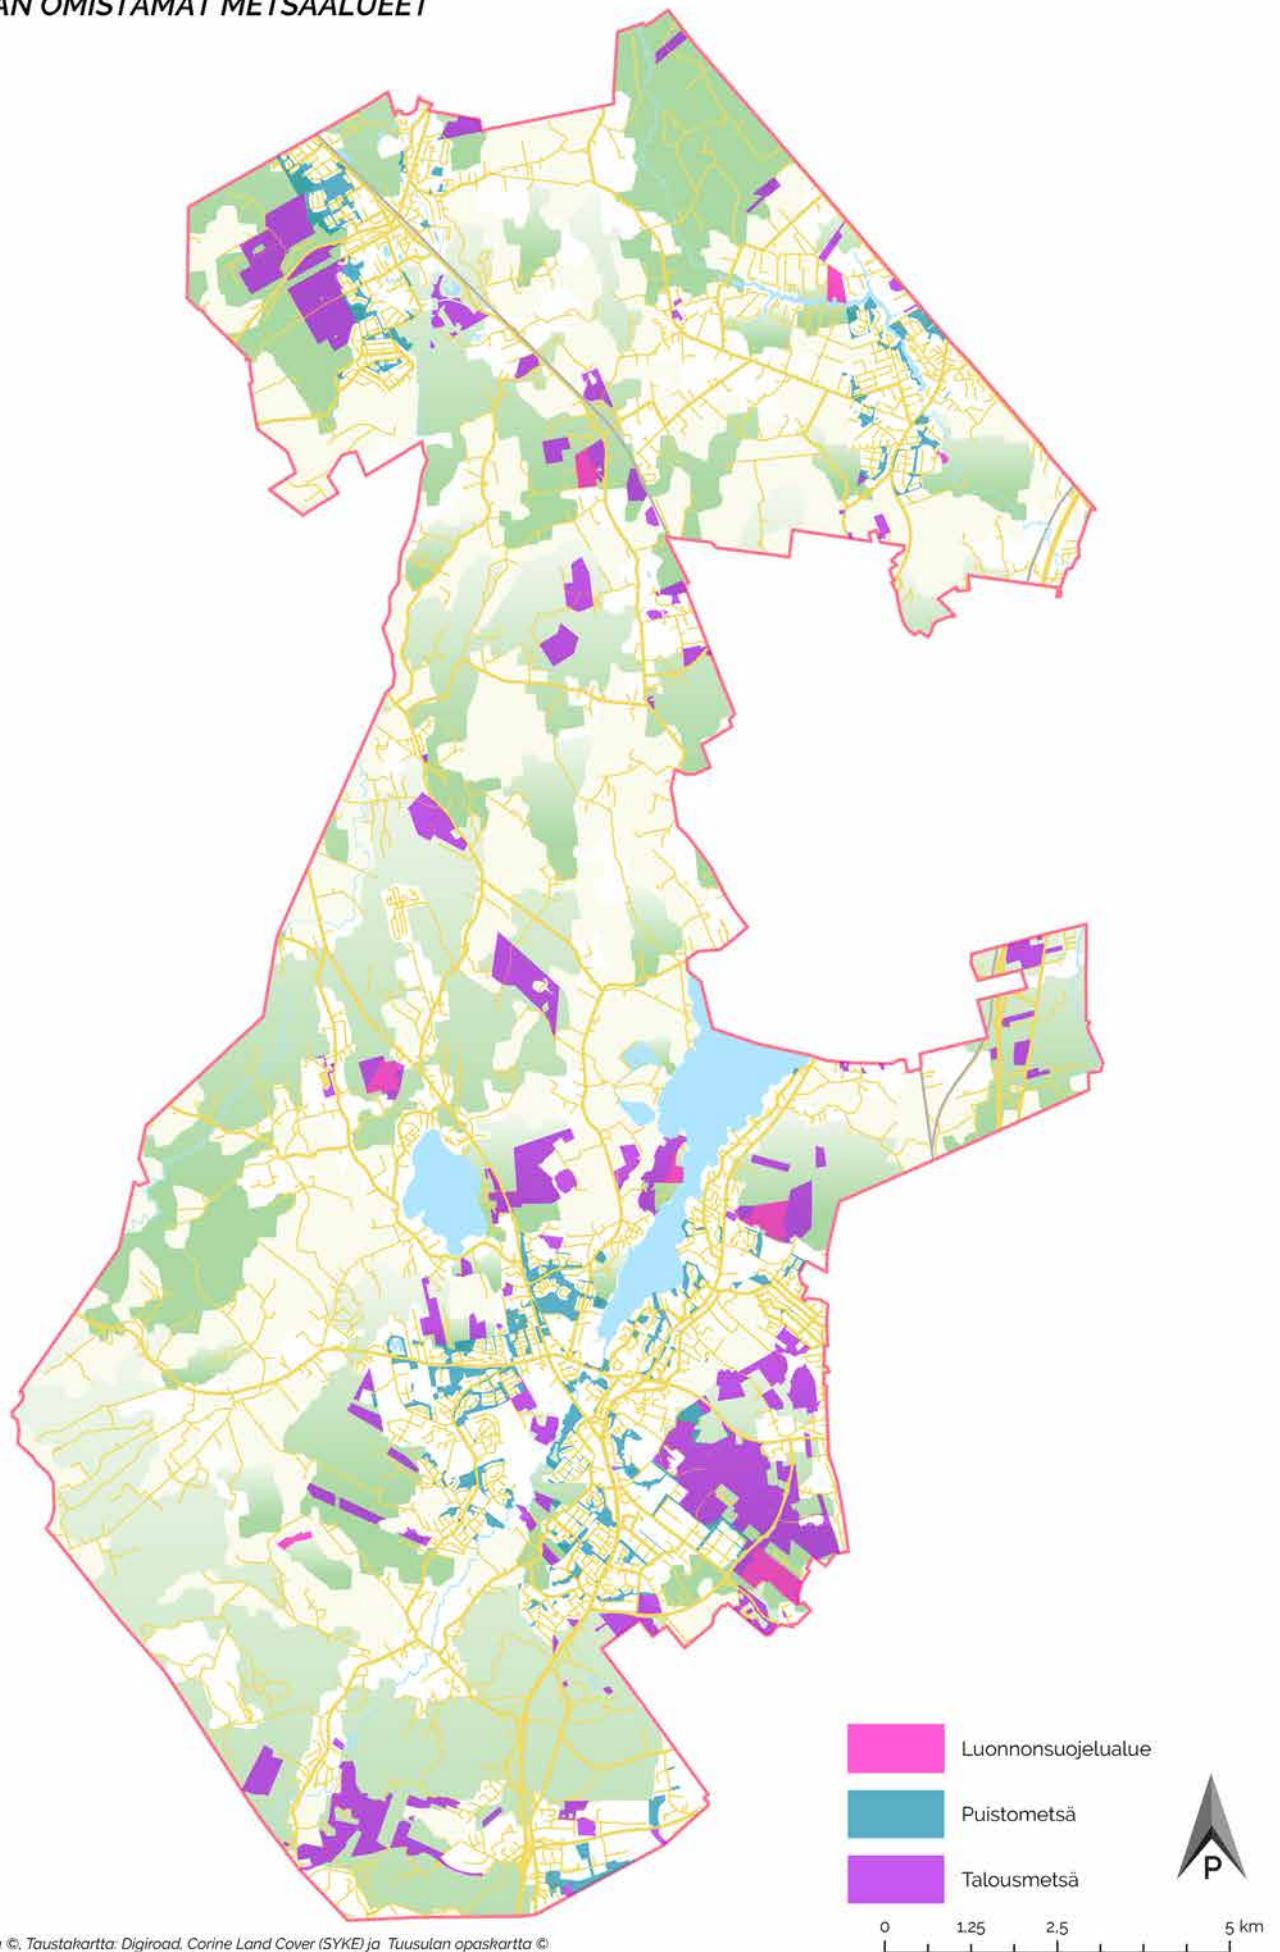 OMISTAMAT METSÄALUEET
Luonnonsuojelualue
Puistometsä
Talousmetsä
P
0 1.25 2.5 5 km
©, Taustakartta: Digiroad, Corine Land Cover (SYKE) ja Tuusulan opaskartta ©